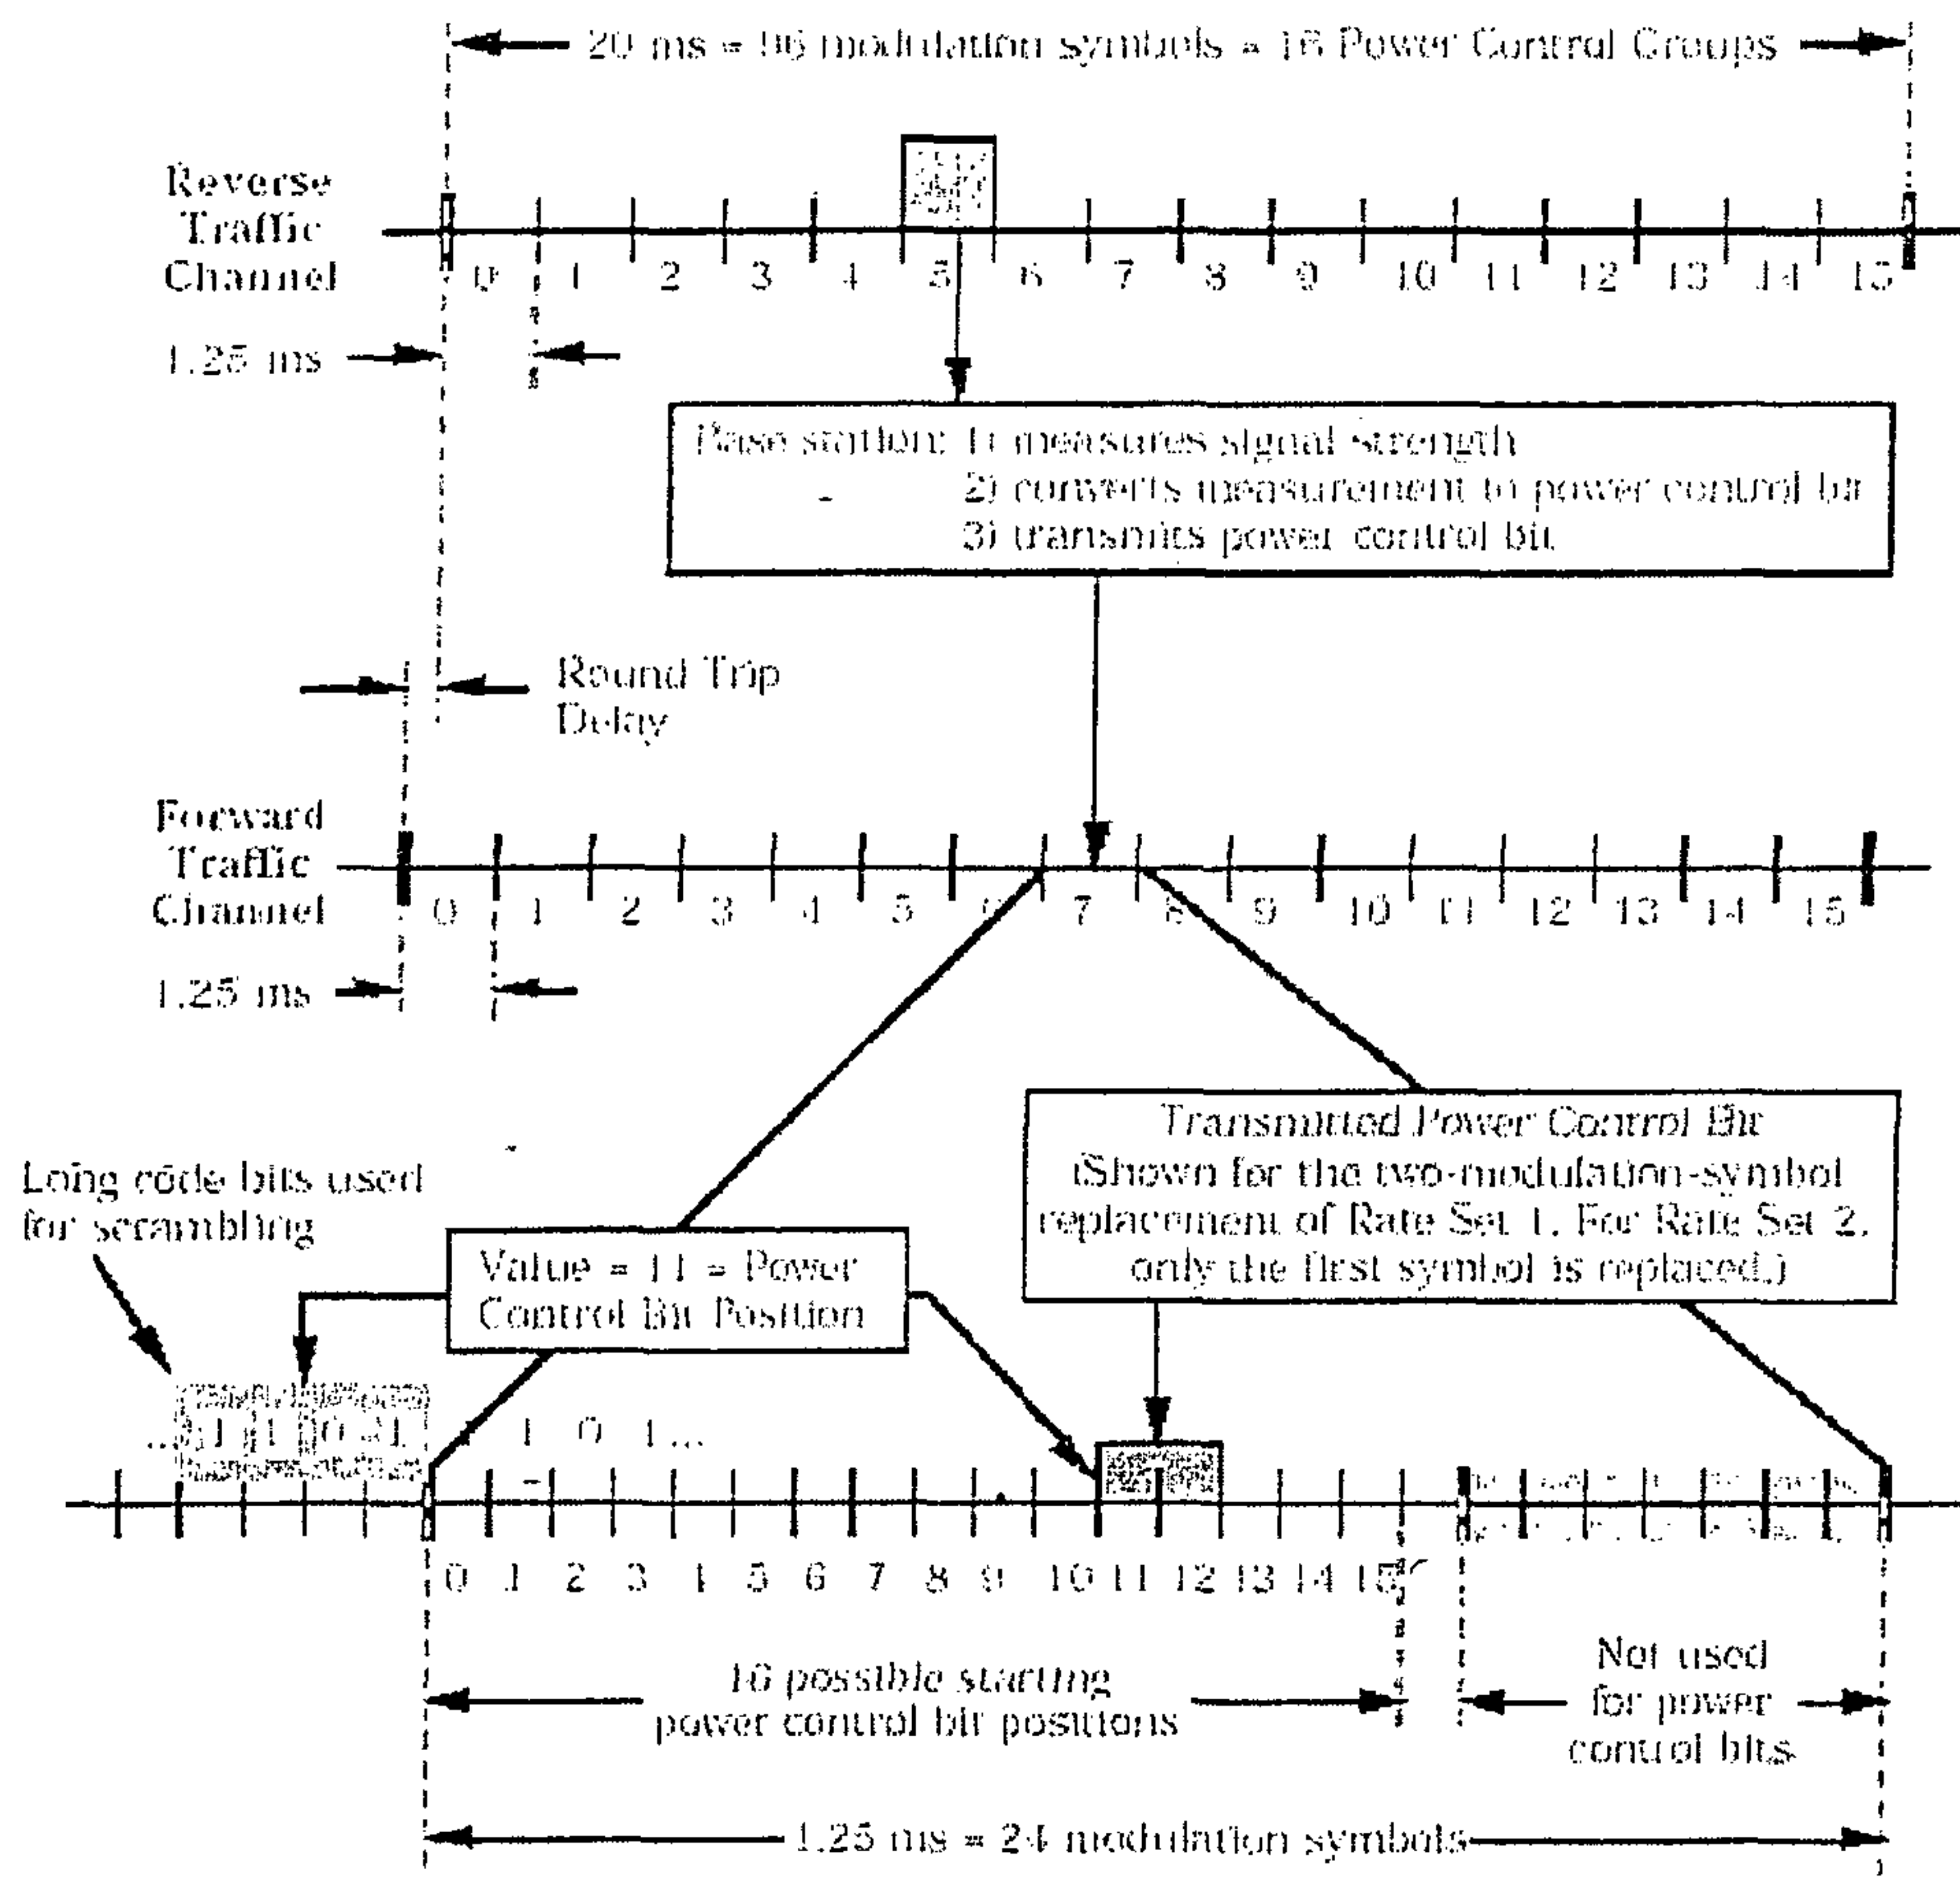 20 ms = 96 modulation symbols = 16 Power Control Groups
Reverse
Traffic
Channel
0 1 2 3 4 5 6 7 8 9 10 11 12 13 14 15
1.25 ms
Base station: 1) measures signal strength
2) converts measurement to power control bit
3) transmits power control bit
Round Trip
Delay
Forward
Traffic
Channel
0 1 2 3 4 5 6 7 8 9 10 11 12 13 14 15
1.25 ms
Transmitted Power Control Bit
(Shown for the two-modulation-symbol
replacement of Rate Set 1. For Rate Set 2,
only the first symbol is replaced.)
Long code bits used
for scrambling
Value = 11 = Power
Control Bit Position
... 1 1 0 1 1 0 1...
0 1 2 3 4 5 6 7 8 9 10 11 12 13 14 15
16 possible starting
power control bit positions
Not used
for power
control bits
1.25 ms = 24 modulation symbols